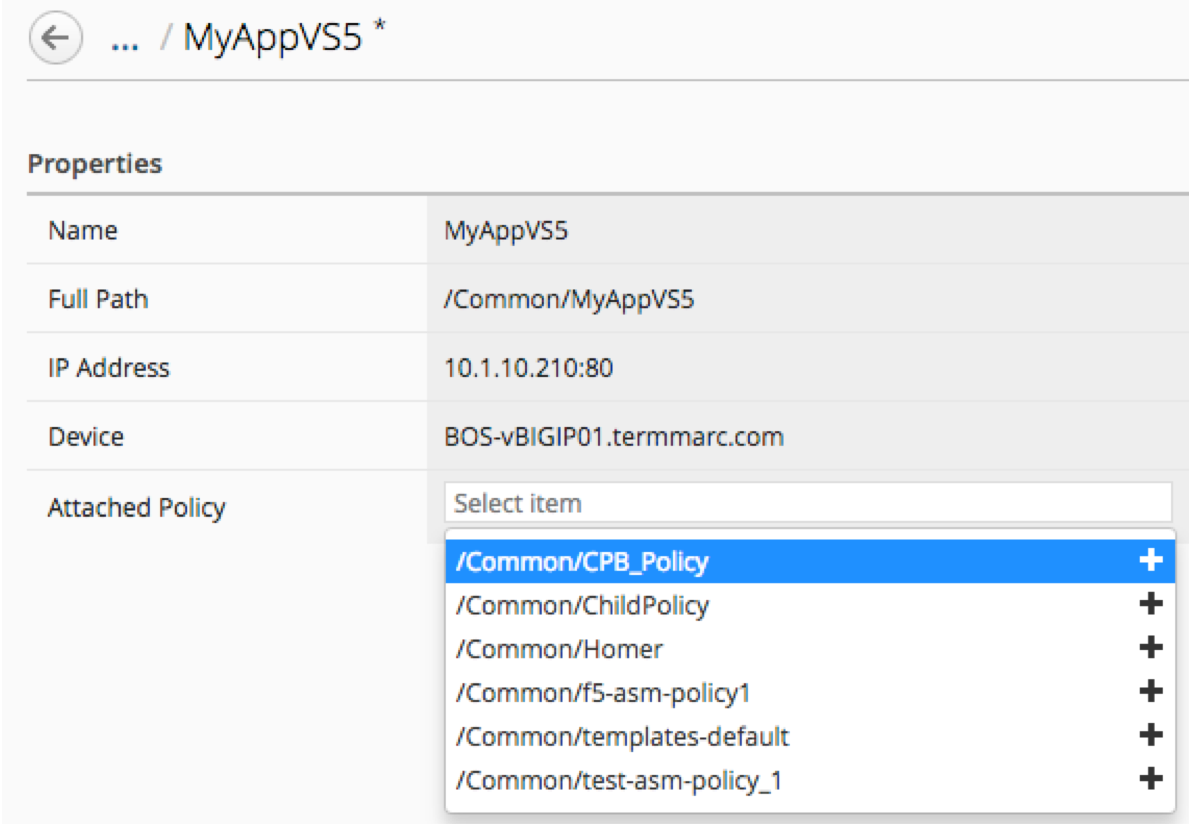 ... / MyAppVS5 *
Properties
Name MyAppVS5
Full Path /Common/MyAppVS5
IP Address 10.1.10.210:80
Device BOS-vBIGIP01.termmarc.com
Attached Policy Select item
/Common/CPB_Policy +
/Common/ChildPolicy +
/Common/Homer +
/Common/f5-asm-policy1 +
/Common/templates-default +
/Common/test-asm-policy_1 +